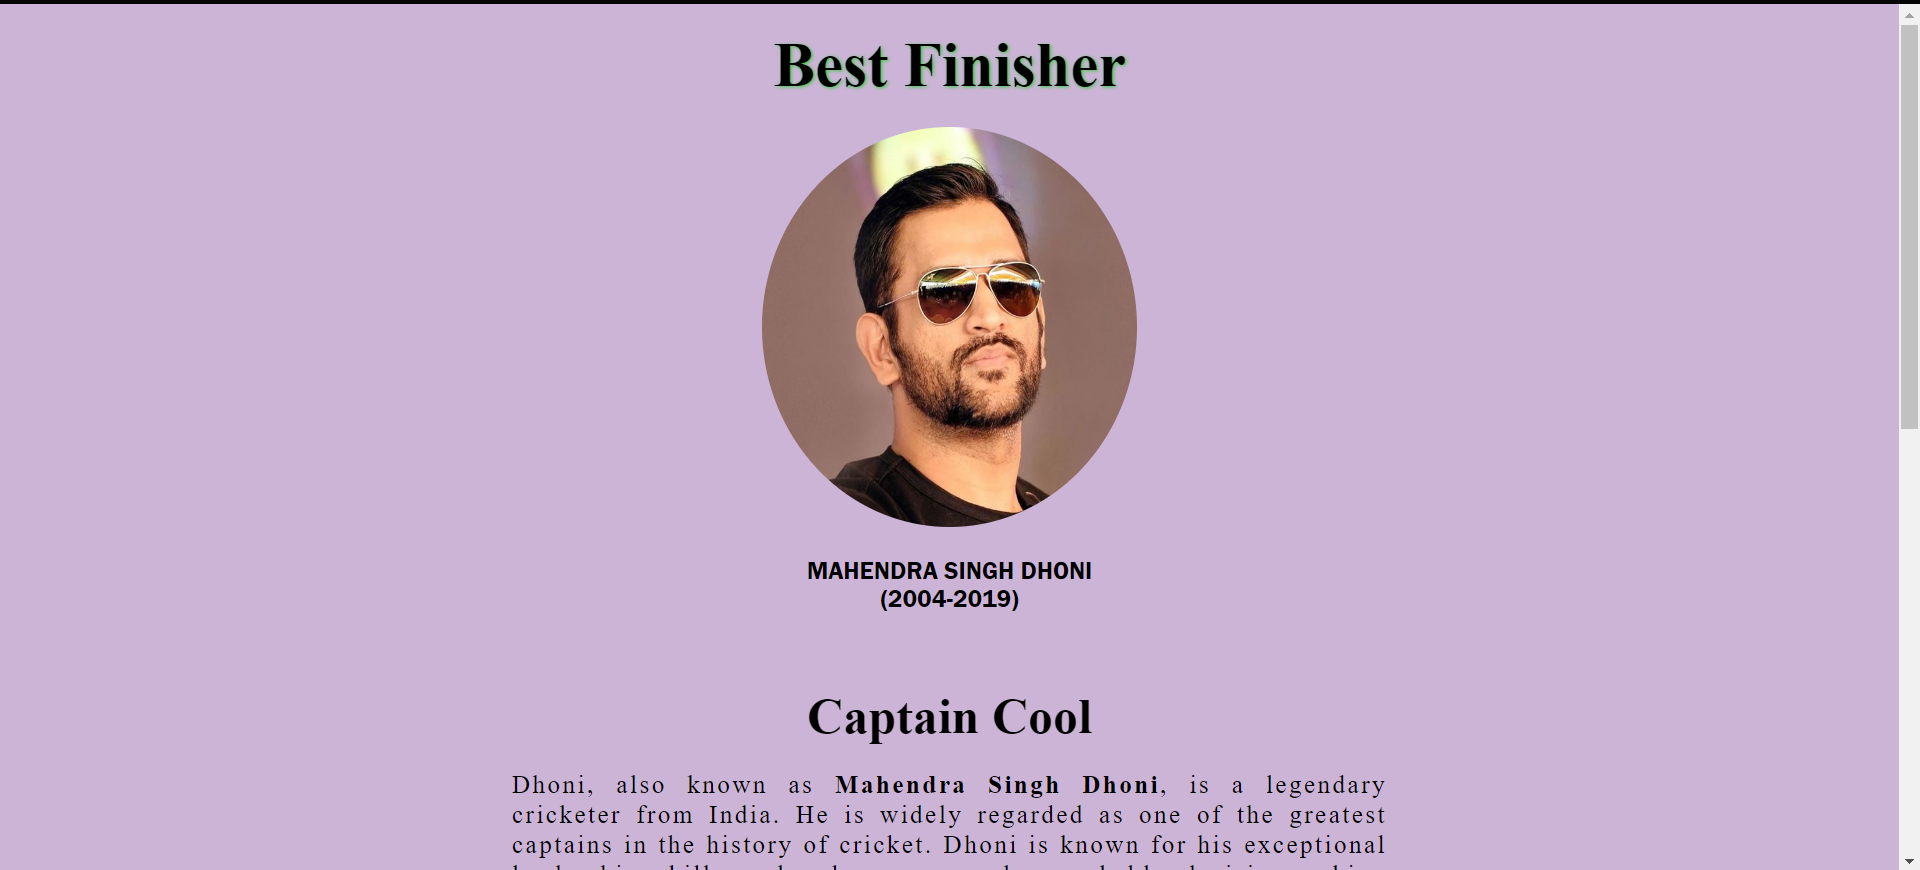 Best Finisher
MAHENDRA SINGH DHONI
(2004-2019)
Captain Cool
Dhoni, also known as Mahendra Singh Dhoni, is a legendary
cricketer from India. He is widely regarded as one of the greatest
captains in the history of cricket. Dhoni is known for his exceptional